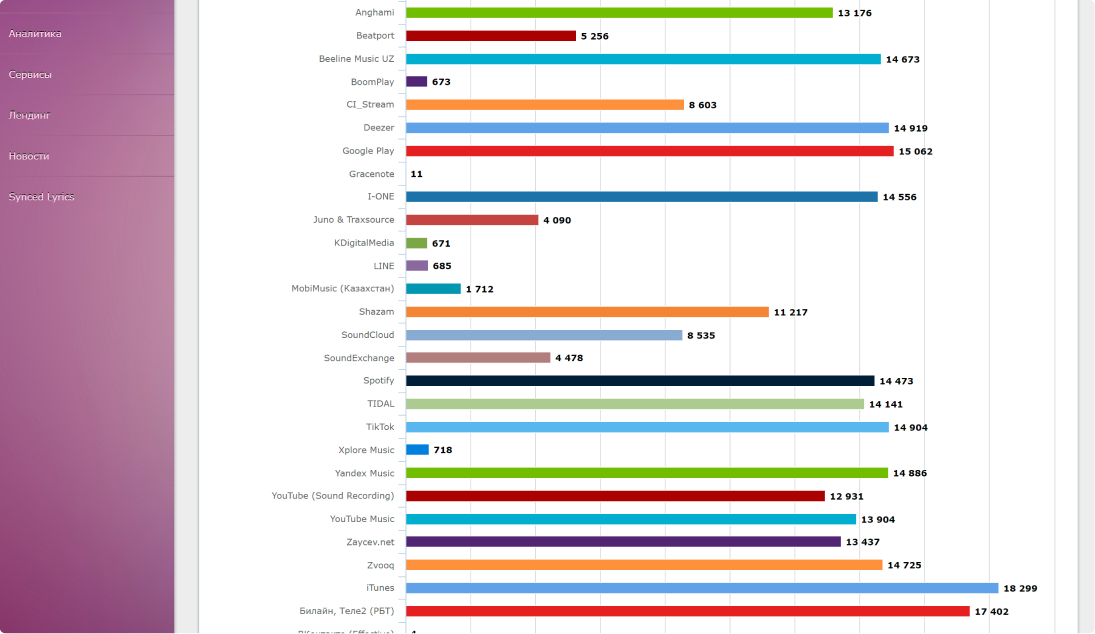 Аналитика
Сервисы
Лендинг
Новости
Synced Lyrics
Anghami 13 176
Beatport 5 256
Beeline Music UZ 14 673
BoomPlay 673
CI_Stream 8 603
Deezer 14 919
Google Play 15 062
Gracenote 11
I-ONE 14 556
Juno & Traxsource 4 090
KDigitalMedia 671
LINE 685
MobiMusic (Казахстан) 1 712
Shazam 11 217
SoundCloud 8 535
SoundExchange 4 478
Spotify 14 473
TIDAL 14 141
TikTok 14 904
Xplore Music 718
Yandex Music 14 886
YouTube (Sound Recording) 12 931
YouTube Music 13 904
Zaycev.net 13 437
Zvooq 14 725
iTunes 18 299
Билайн, Теле2 (РБТ) 17 402